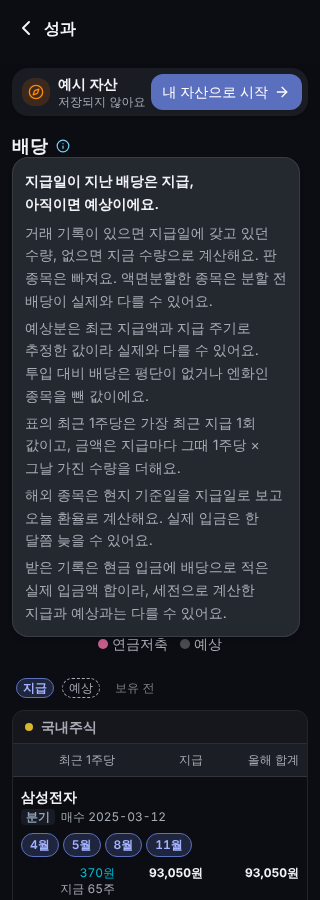 성과
예시 자산
저장되지 않아요
내 자산으로 시작
배당
지급일이 지난 배당은 지급,
아직이면 예상이에요.
거래 기록이 있으면 지급일에 갖고 있던
수량, 없으면 지금 수량으로 계산해요. 판
종목은 빠져요. 액면분할한 종목은 분할 전
배당이 실제와 다를 수 있어요.
예상분은 최근 지급액과 지급 주기로
추정한 값이라 실제와 다를 수 있어요.
투입 대비 배당은 평단이 없거나 엔화인
종목을 뺀 값이에요.
표의 최근 1주당은 가장 최근 지급 1회
값이고, 금액은 지급마다 그때 1주당 ×
그날 가진 수량을 더해요.
해외 종목은 현지 기준일을 지급일로 보고
오늘 환율로 계산해요. 실제 입금은 한
달쯤 늦을 수 있어요.
받은 기록은 현금 입금에 배당으로 적은
실제 입금액 합이라, 세전으로 계산한
지급과 예상과는 다를 수 있어요.
연금저축 예상
지급 예상 보유 전
국내주식
최근 1주당 지급 올해 합계
삼성전자
분기 매수 2025-03-12
4월 5월 8월 11월
370원 93,050원 93,050원
지금 65주